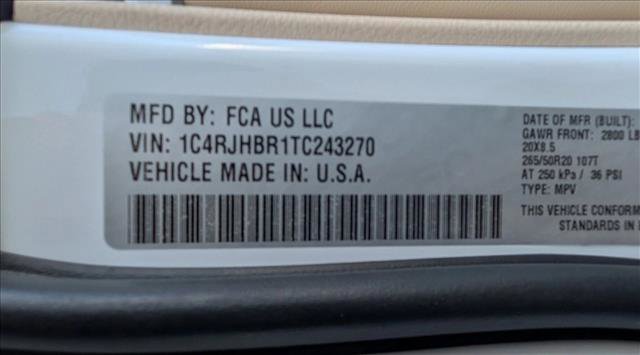 MFD BY: FCA US LLC
VIN: 1C4RJHBR1TC243270
VEHICLE MADE IN: U.S.A.
DATE OF MFR (BUILT):
GAWR FRONT: 2800 LB
20X8.5
265/50R20 107T
AT 250 kPa / 36 PSI
TYPE: MPV
THIS VEHICLE CONFORM
STANDARDS IN